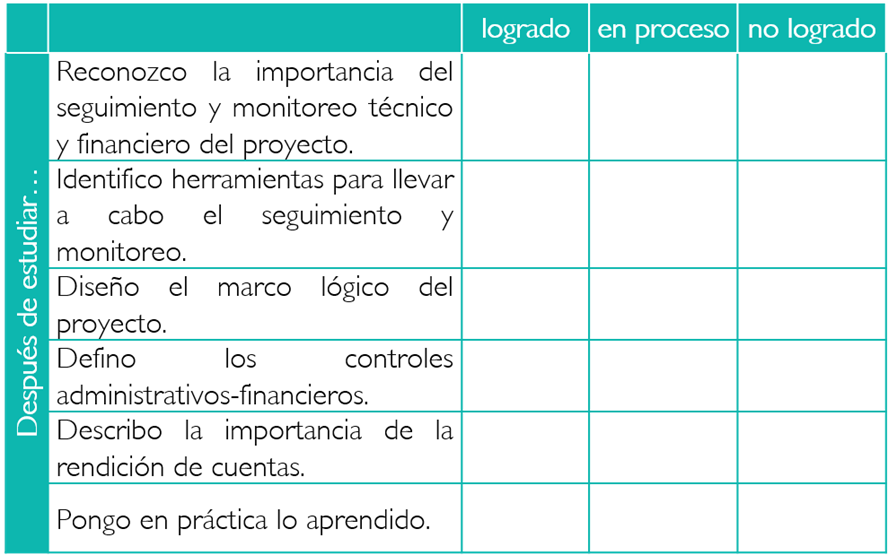 logrado en proceso no logrado
Después de estudiar…
Reconozco la importancia del
seguimiento y monitoreo técnico
y financiero del proyecto.
Identifico herramientas para llevar
a cabo el seguimiento y
monitoreo.
Diseño el marco lógico del
proyecto.
Defino los controles
administrativos-financieros.
Describo la importancia de la
rendición de cuentas.
Pongo en práctica lo aprendido.